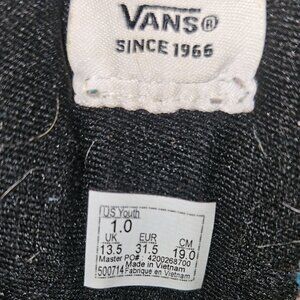 VANS®
SINCE 1966
US Youth
1.0
UK EUR CM
13.5 31.5 19.0
Master PO#: 4200268700
Made in Vietnam
500714 Fabrique en Vietnam